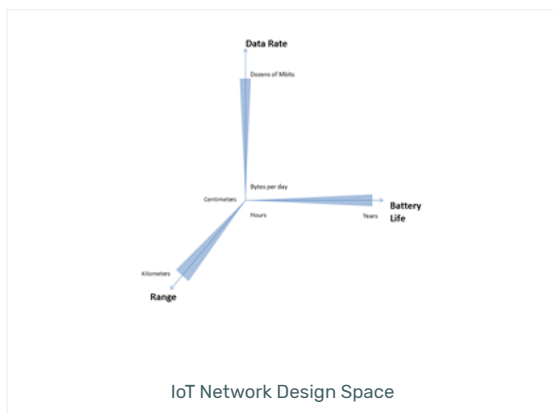 Data Rate
Dozens of Mbits
Bytes per day
Centimeters
Hours
Years
Battery
Life
Kilometers
Range
IoT Network Design Space